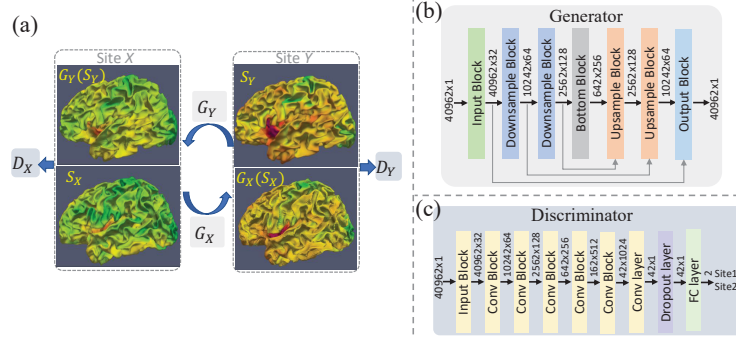 (a)
Site X
Site Y
G_Y(S_Y)
S_Y
G_Y
D_X
D_Y
S_X
G_X(S_X)
G_X
(b)
Generator
40962x1
Input Block
40962x32
Downsample Block
10242x64
Downsample Block
2562x128
Bottom Block
642x256
Upsample Block
2562x128
Upsample Block
10242x64
Output Block
40962x1
(c)
Discriminator
40962x1
Input Block
40962x32
Conv Block
10242x64
Conv Block
2562x128
Conv Block
642x256
Conv Block
162x512
Conv Block
42x1024
Conv layer
42x1
Dropout layer
42x1
FC layer
2
Site1
Site2